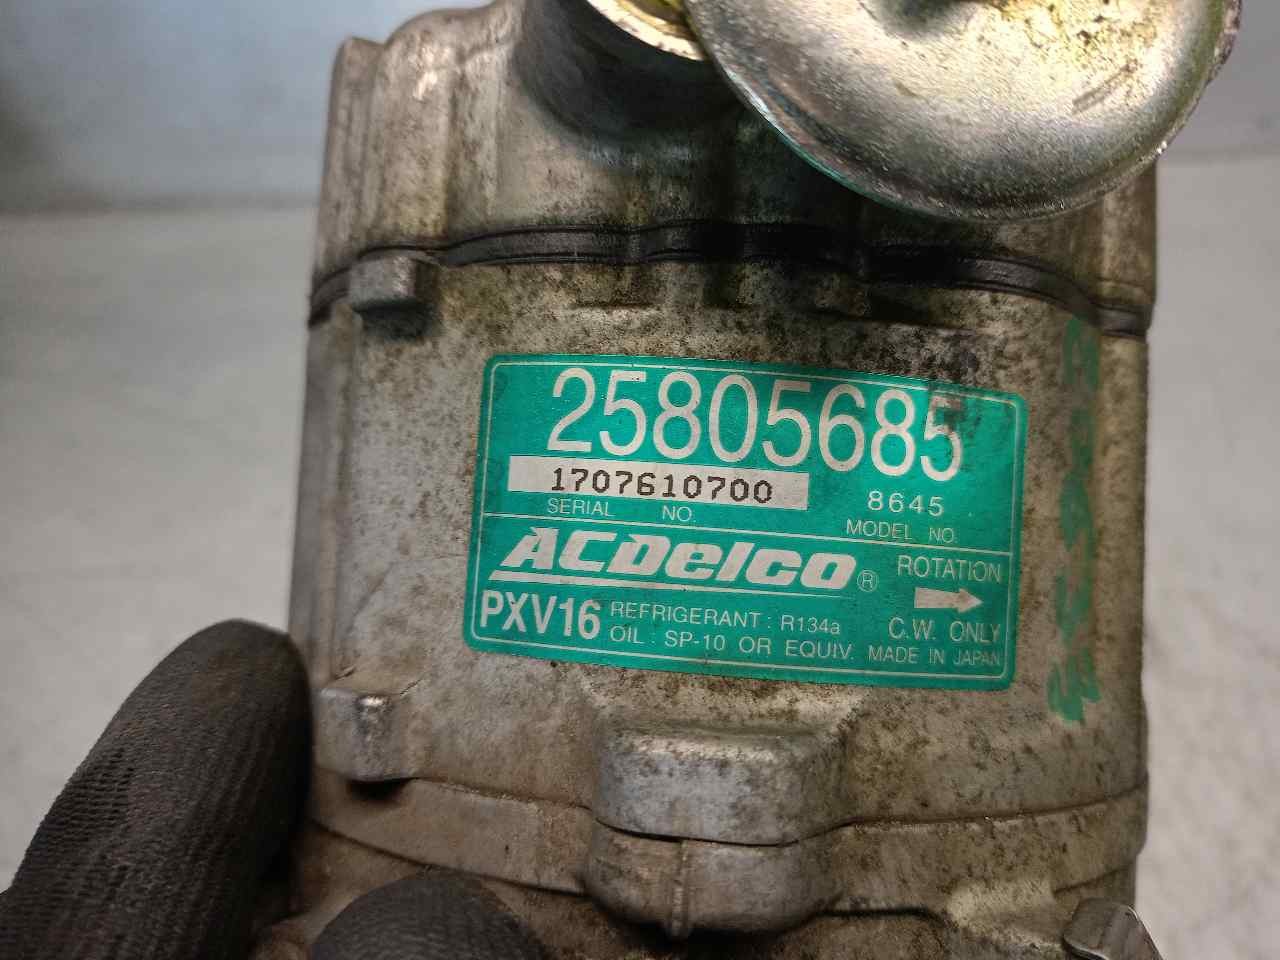 25805685
1707610700
8645
SERIAL NO.
MODEL NO.
ACDelco®
ROTATION
PXV16
REFRIGERANT : R134a
C.W. ONLY
OIL : SP-10 OR EQUIV.
MADE IN JAPAN